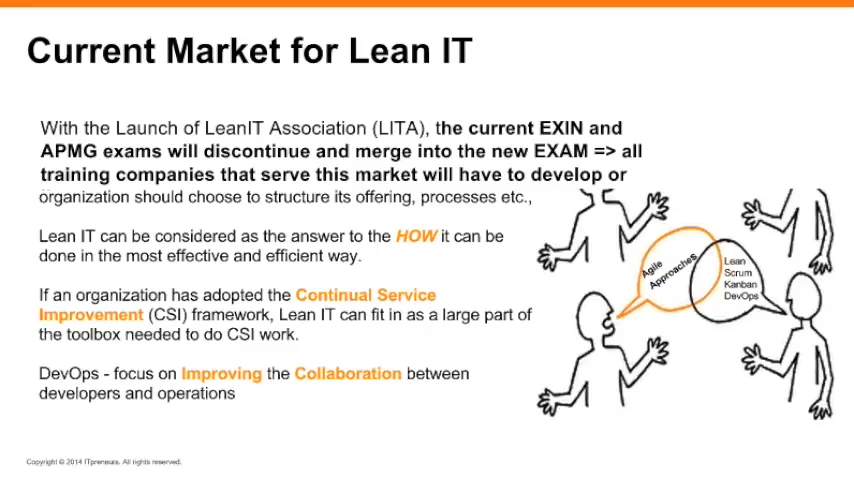 Current Market for Lean IT
With the Launch of LeanIT Association (LITA), the current EXIN and
APMG exams will discontinue and merge into the new EXAM => all
training companies that serve this market will have to develop or
organization should choose to structure its offering, processes etc.,
Lean IT can be considered as the answer to the HOW it can be
done in the most effective and efficient way.
If an organization has adopted the Continual Service
Improvement (CSI) framework, Lean IT can fit in as a large part of
the toolbox needed to do CSI work.
DevOps - focus on Improving the Collaboration between
developers and operations
Agile
Approaches
Lean
Scrum
Kanban
DevOps
Copyright © 2014 ITpreneurs. All rights reserved.